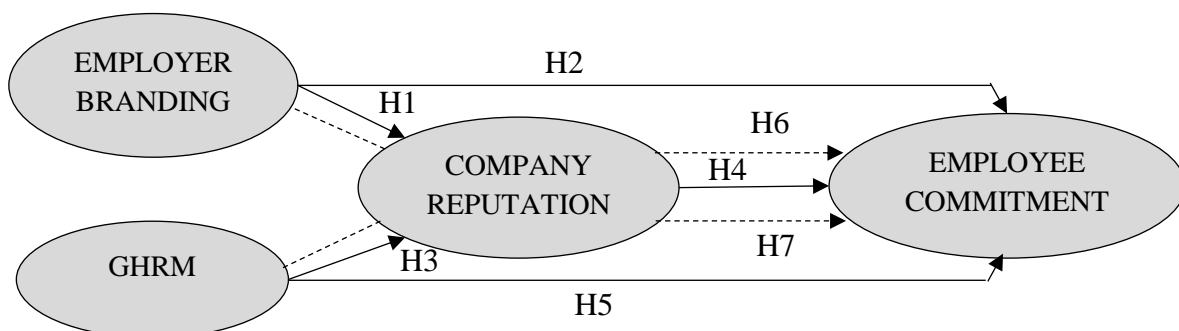 EMPLOYER
BRANDING
H2
H1
H6
COMPANY
REPUTATION
H4
EMPLOYEE
COMMITMENT
H7
GHRM
H3
H5